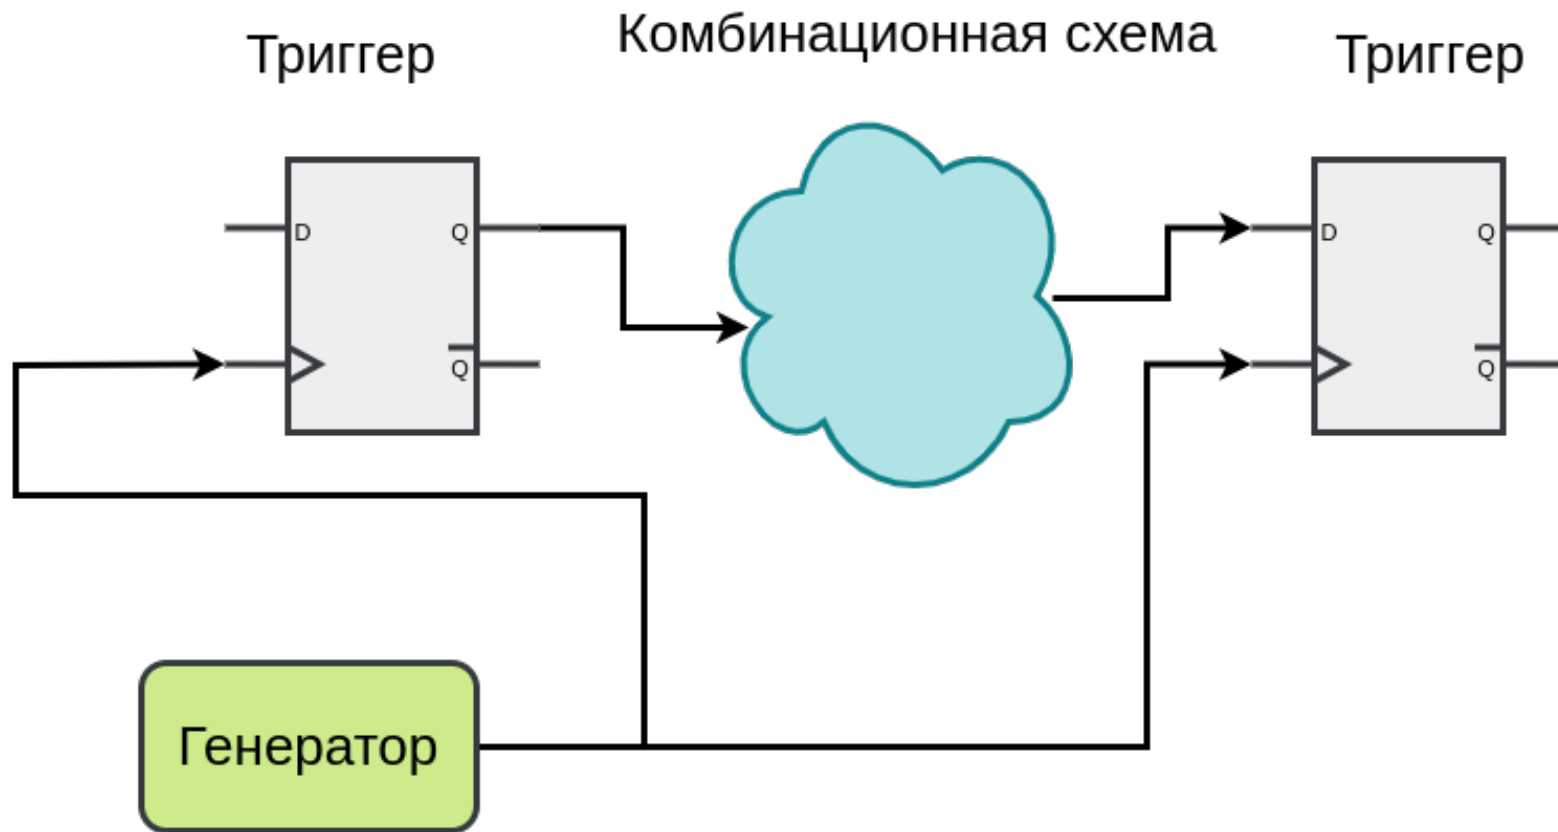 Триггер
Комбинационная схема
Триггер
D
Q
Q
D
Q
Q
Генератор